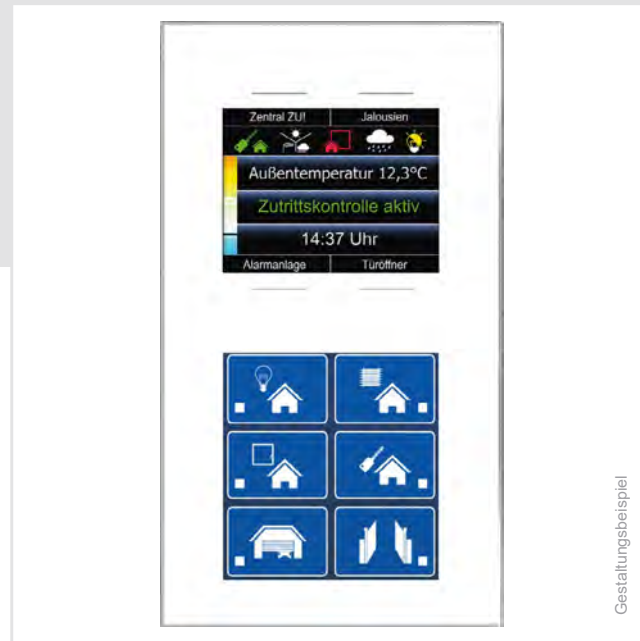 Zentral ZU!
Jalousien
Außentemperatur 12,3°C
Zutrittskontrolle aktiv
14:37 Uhr
Alarmanlage
Türöffner
Gestaltungsbeispiel